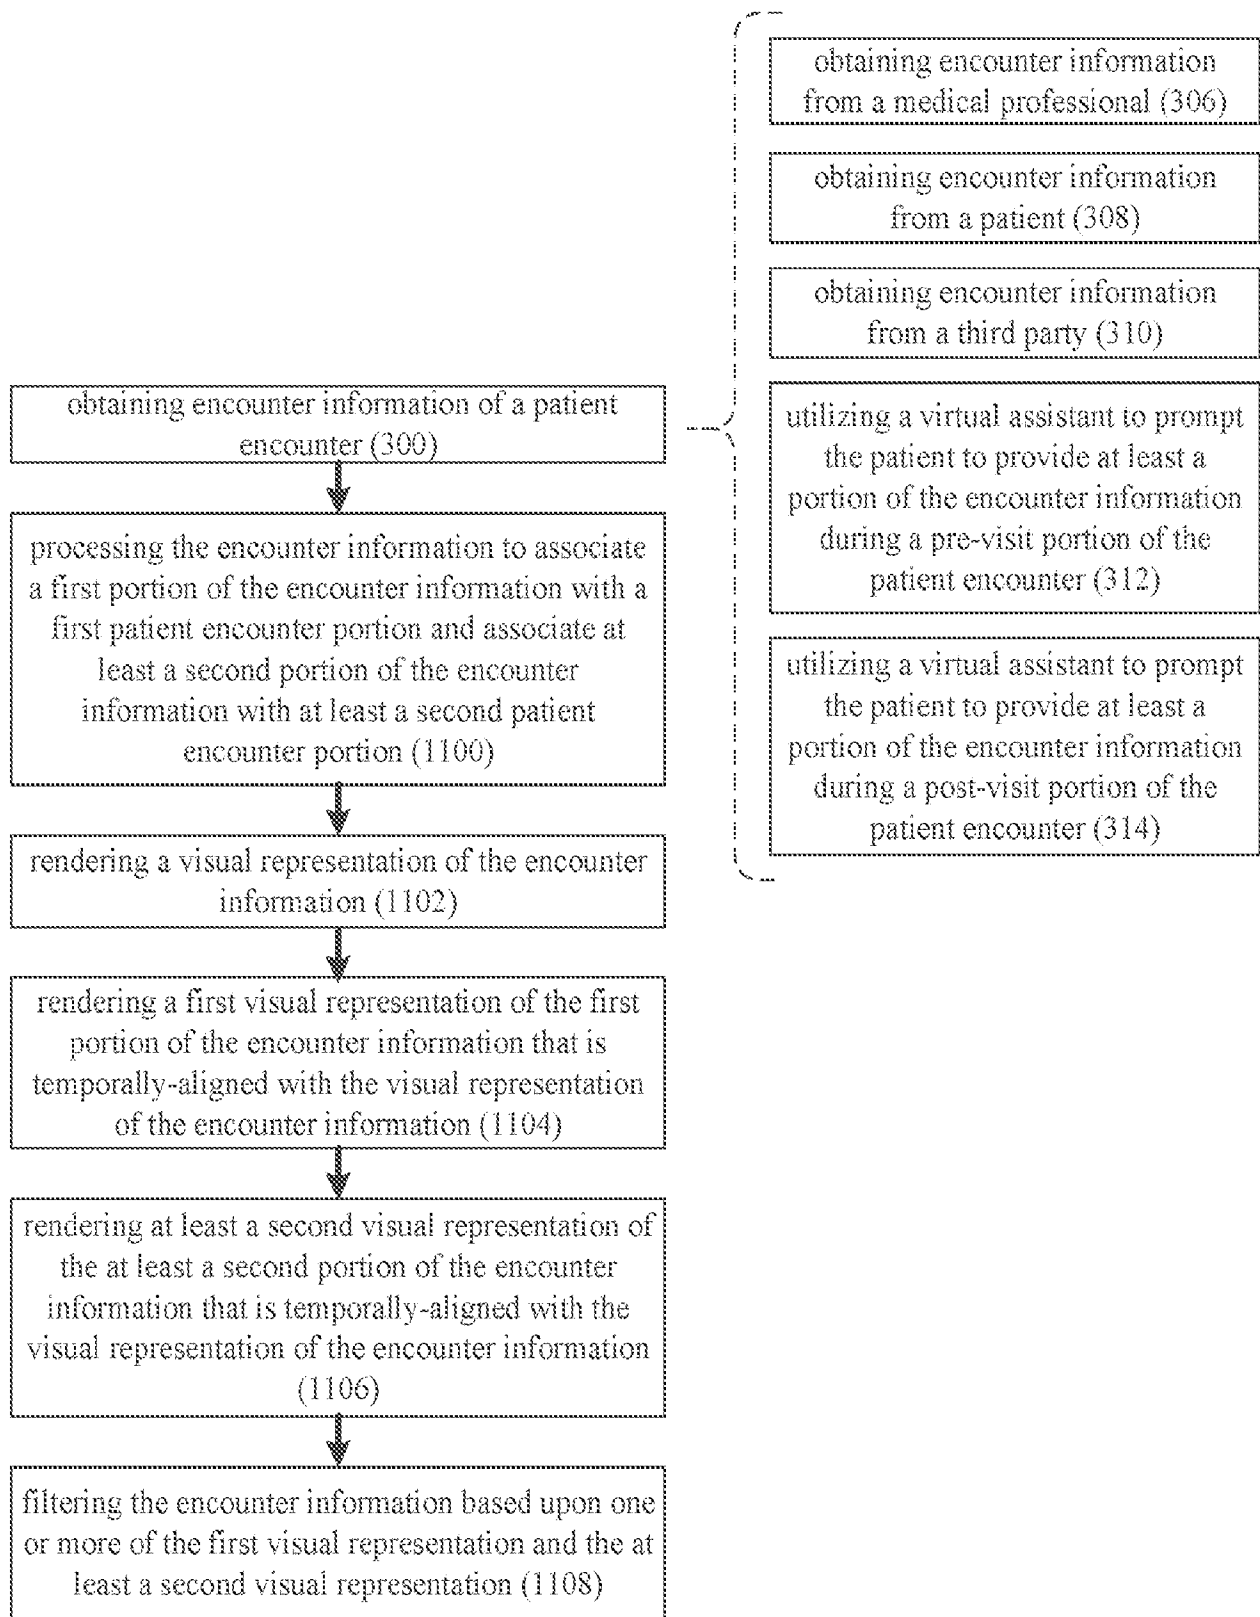 obtaining encounter information of a patient
encounter (300)
processing the encounter information to associate
a first portion of the encounter information with a
first patient encounter portion and associate at
least a second portion of the encounter
information with at least a second patient
encounter portion (1100)
rendering a visual representation of the encounter
information (1102)
rendering a first visual representation of the first
portion of the encounter information that is
temporally-aligned with the visual representation
of the encounter information (1104)
rendering at least a second visual representation of
the at least a second portion of the encounter
information that is temporally-aligned with the
visual representation of the encounter information
(1106)
filtering the encounter information based upon one
or more of the first visual representation and the at
least a second visual representation (1108)
obtaining encounter information
from a medical professional (306)
obtaining encounter information
from a patient (308)
obtaining encounter information
from a third party (310)
utilizing a virtual assistant to prompt
the patient to provide at least a
portion of the encounter information
during a pre-visit portion of the
patient encounter (312)
utilizing a virtual assistant to prompt
the patient to provide at least a
portion of the encounter information
during a post-visit portion of the
patient encounter (314)